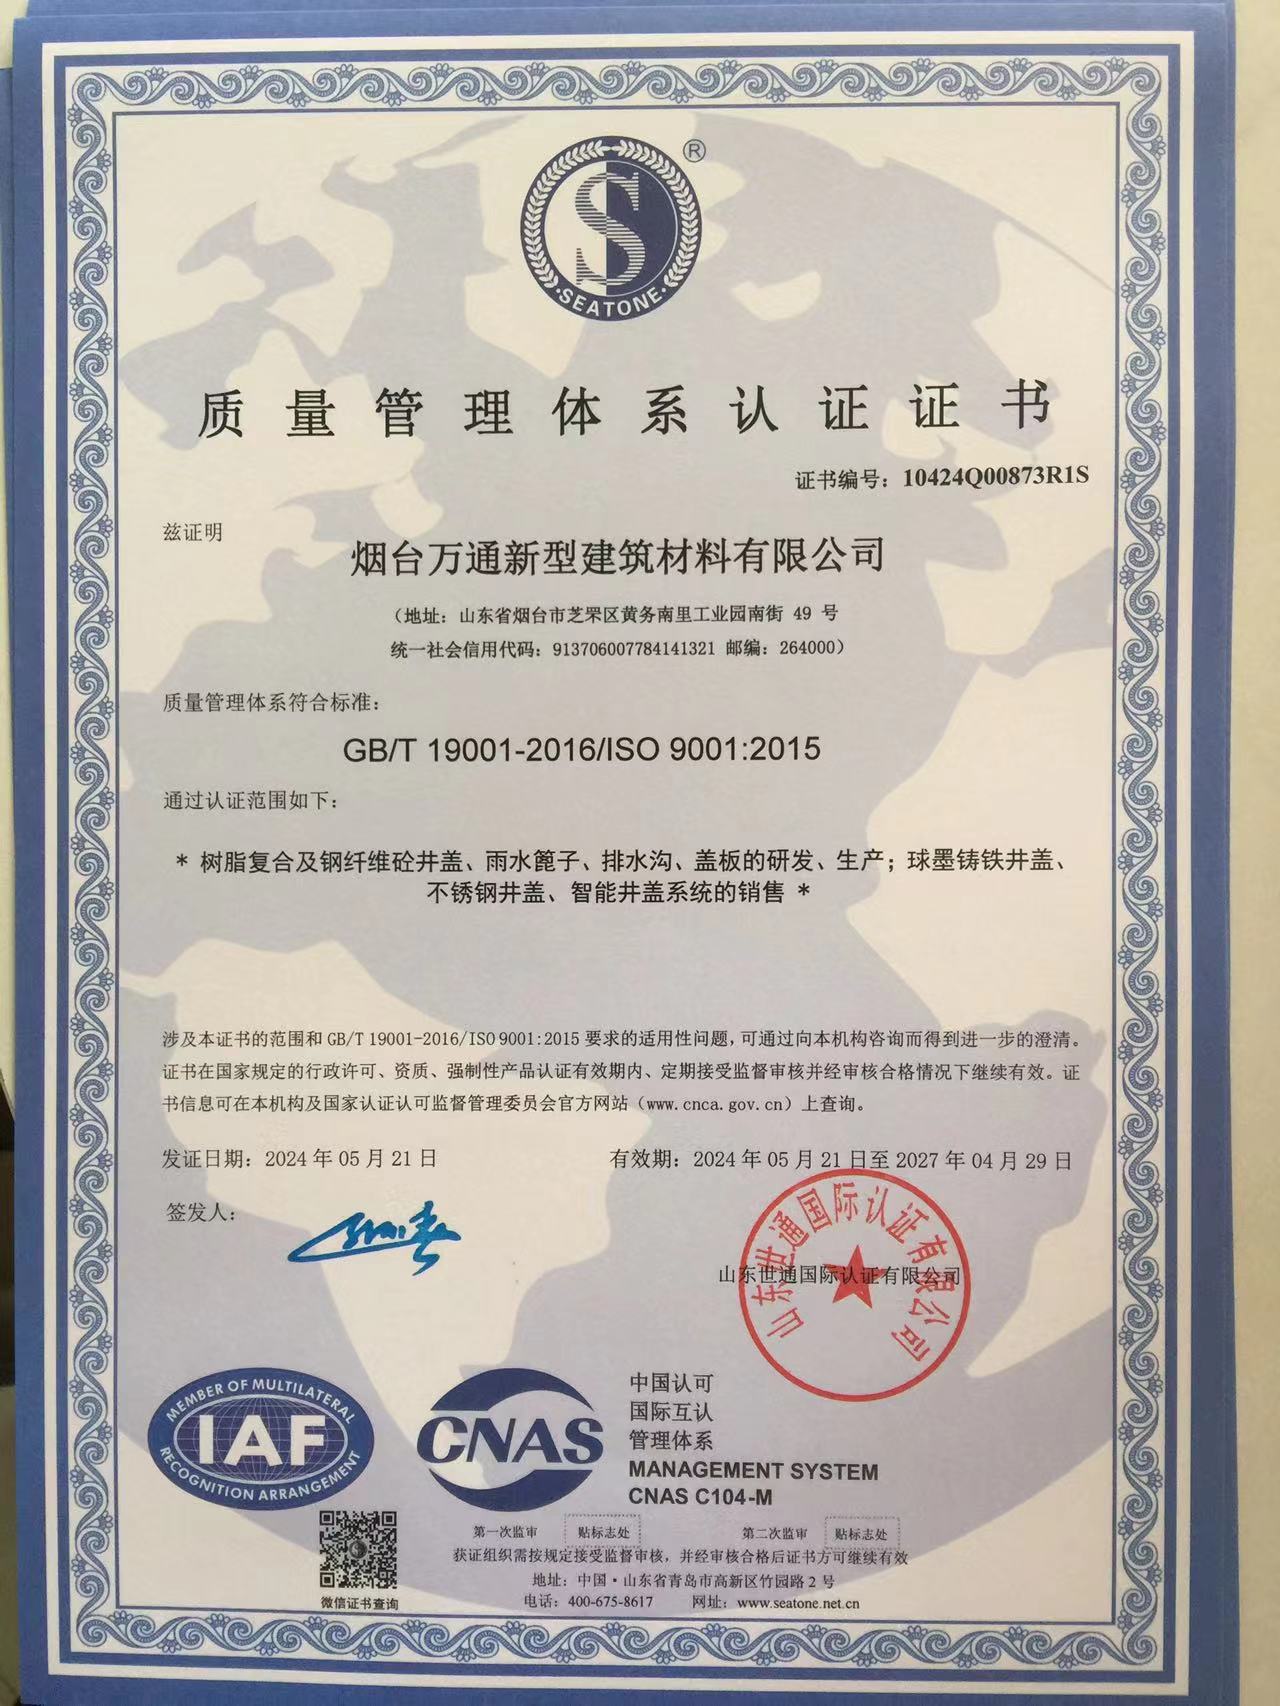 S
®
SEATONE
质量管理体系认证证书
证书编号：10424Q00873R1S
兹证明
烟台万通新型建筑材料有限公司
（地址：山东省烟台市芝罘区黄务南里工业园南街 49 号
统一社会信用代码：913706007784141321 邮编：264000）
质量管理体系符合标准：
GB/T 19001-2016/ISO 9001:2015
通过认证范围如下：
* 树脂复合及钢纤维砼井盖、雨水篦子、排水沟、盖板的研发、生产；球墨铸铁井盖、
不锈钢井盖、智能井盖系统的销售 *
涉及本证书的范围和 GB/T 19001-2016/ISO 9001:2015 要求的适用性问题，可通过向本机构咨询而得到进一步的澄清。
证书在国家规定的行政许可、资质、强制性产品认证有效期内、定期接受监督审核并经审核合格情况下继续有效。证
书信息可在本机构及国家认证认可监督管理委员会官方网站（www.cnca.gov.cn）上查询。
发证日期：2024 年 05 月 21 日
有效期：2024 年 05 月 21 日至 2027 年 04 月 29 日
签发人：
山东世通国际认证有限公司
山东世通国际认证有限公司
MEMBER OF MULTILATERAL
IAF
RECOGNITION ARRANGEMENT
CNAS
中国认可
国际互认
管理体系
MANAGEMENT SYSTEM
CNAS C104-M
第一次监审 贴标志处 第二次监审 贴标志处
获证组织需按规定接受监督审核，并经审核合格后证书方可继续有效
地址：中国·山东省青岛市高新区竹园路 2 号
电话：400-675-8617 网址：www.seatone.net.cn
微信证书查询